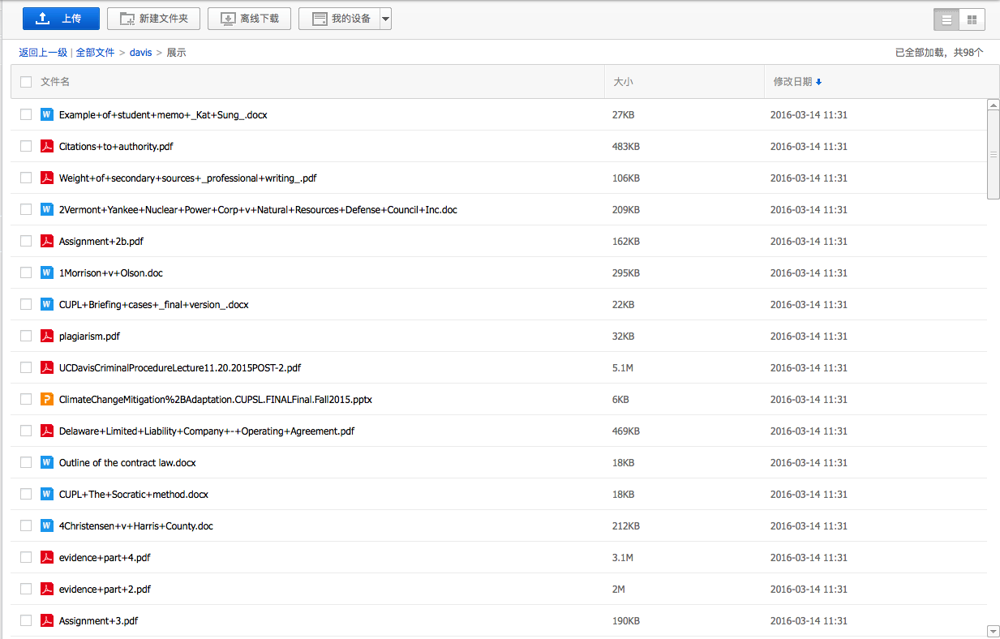 上传 新建文件夹 离线下载 我的设备
返回上一级 | 全部文件 > davis > 展示 已全部加载，共98个
文件名 大小 修改日期
Example+of+student+memo+_Kat+Sung_.docx 27KB 2016-03-14 11:31
Citations+to+authority.pdf 483KB 2016-03-14 11:31
Weight+of+secondary+sources+_professional+writing_.pdf 106KB 2016-03-14 11:31
2Vermont+Yankee+Nuclear+Power+Corp+v+Natural+Resources+Defense+Council+Inc.doc 209KB 2016-03-14 11:31
Assignment+2b.pdf 162KB 2016-03-14 11:31
1Morrison+v+Olson.doc 295KB 2016-03-14 11:31
CUPL+Briefing+cases+_final+version_.docx 22KB 2016-03-14 11:31
plagiarism.pdf 32KB 2016-03-14 11:31
UCDavisCriminalProcedureLecture11.20.2015POST-2.pdf 5.1M 2016-03-14 11:31
ClimateChangeMitigation%2BAdaptation.CUPSL.FINALFinal.Fall2015.pptx 6KB 2016-03-14 11:31
Delaware+Limited+Liability+Company+-+Operating+Agreement.pdf 469KB 2016-03-14 11:31
Outline of the contract law.docx 18KB 2016-03-14 11:31
CUPL+The+Socratic+method.docx 18KB 2016-03-14 11:31
4Christensen+v+Harris+County.doc 212KB 2016-03-14 11:31
evidence+part+4.pdf 3.1M 2016-03-14 11:31
evidence+part+2.pdf 2M 2016-03-14 11:31
Assignment+3.pdf 190KB 2016-03-14 11:31